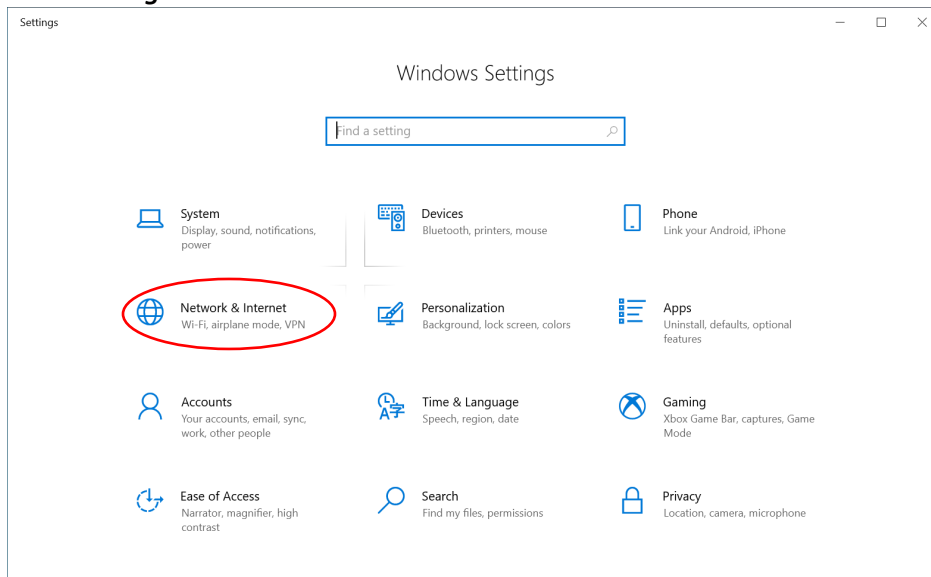 Settings
Windows Settings
Find a setting
System
Display, sound, notifications,
power
Devices
Bluetooth, printers, mouse
Phone
Link your Android, iPhone
Network & Internet
Wi-Fi, airplane mode, VPN
Personalization
Background, lock screen, colors
Apps
Uninstall, defaults, optional
features
Accounts
Your accounts, email, sync,
work, other people
Time & Language
Speech, region, date
Gaming
Xbox Game Bar, captures, Game
Mode
Ease of Access
Narrator, magnifier, high
contrast
Search
Find my files, permissions
Privacy
Location, camera, microphone